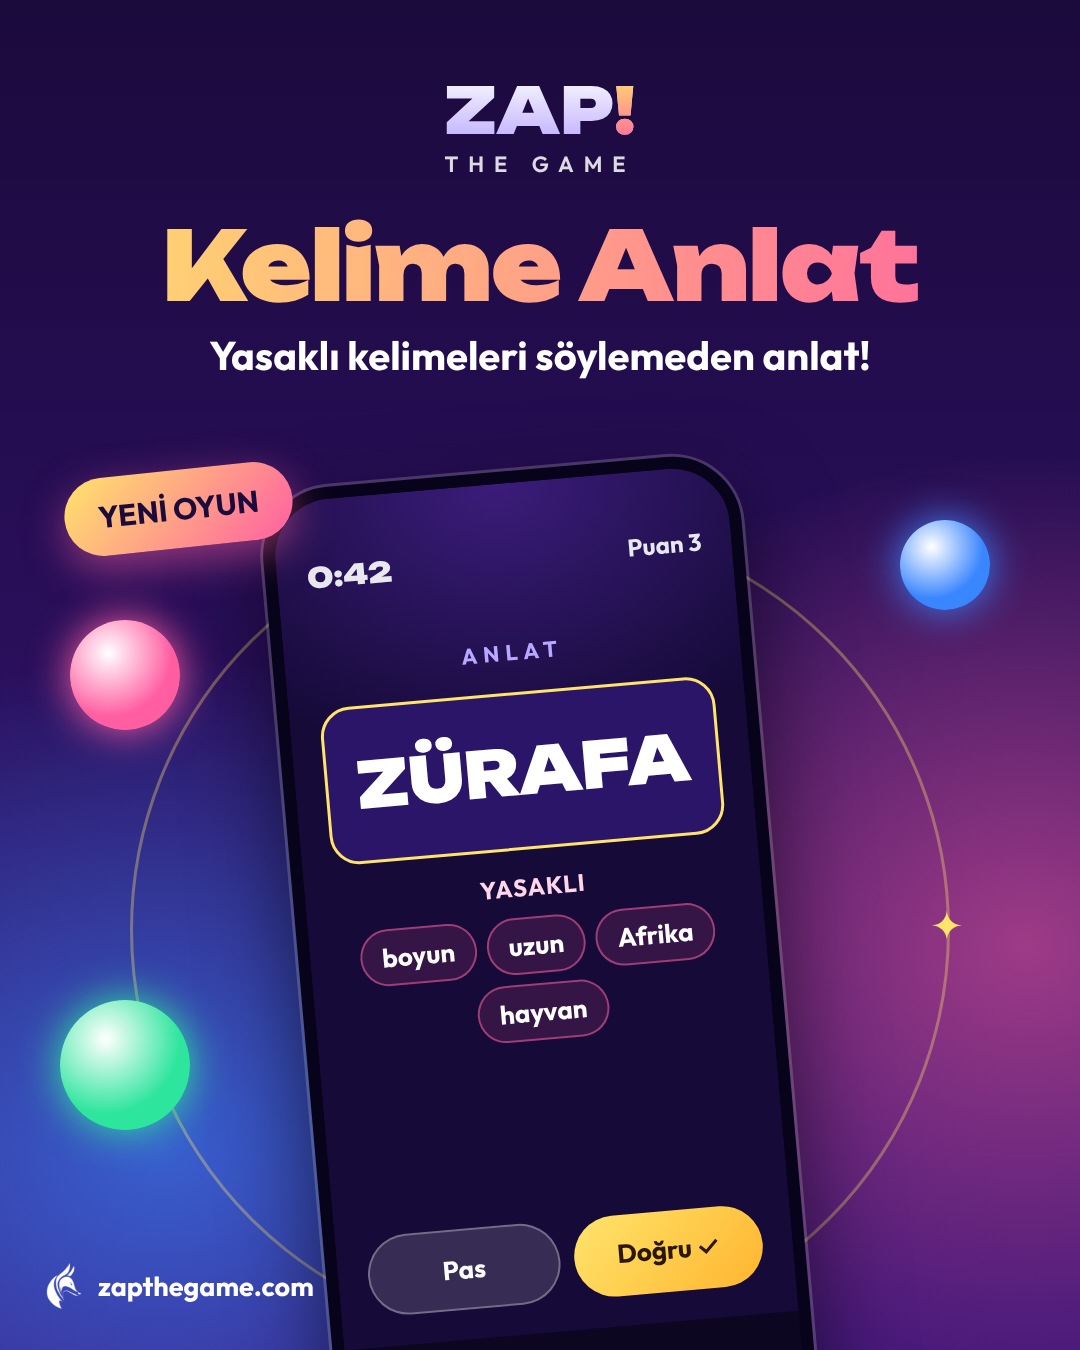 ZAP!
THE GAME
Kelime Anlat
Yasaklı kelimeleri söylemeden anlat!
YENİ OYUN
0:42
Puan 3
ANLAT
ZÜRAFA
YASAKLI
boyun uzun Afrika
hayvan
Pas
Doğru ✓
zapthegame.com